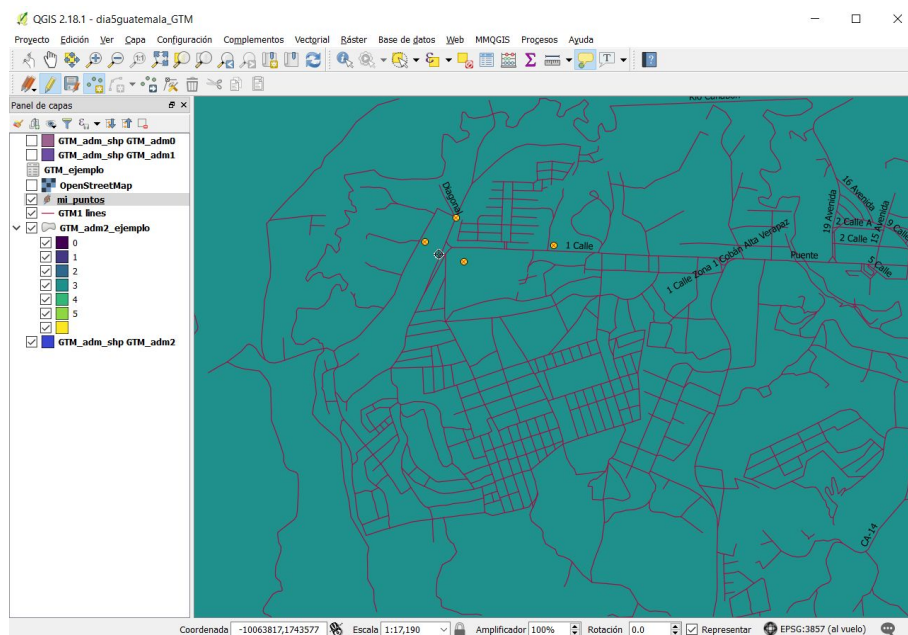 QGIS 2.18.1 - dia5guatemala_GTM
Proyecto Edición Ver Capa Configuración Complementos Vectorial Ráster Base de datos Web MMQGIS Procesos Ayuda
Panel de capas
GTM_adm_shp GTM_adm0
GTM_adm_shp GTM_adm1
GTM_ejemplo
OpenStreetMap
mi_puntos
GTM1 lines
GTM_adm2_ejemplo
0
1
2
3
4
5
GTM_adm_shp GTM_adm2
Diagonal
1 Calle
1 Calle Zona 1 Cobán Alta Verapaz
Puente
16 Avenida
19 Avenida
2 Calle A
2 Calle
15 Avenida
9 Calle
5 Calle
CA-14
Coordenada -10063817,1743577 Escala 1:17,190 Amplificador 100% Rotación 0.0 Representar EPSG:3857 (al vuelo)